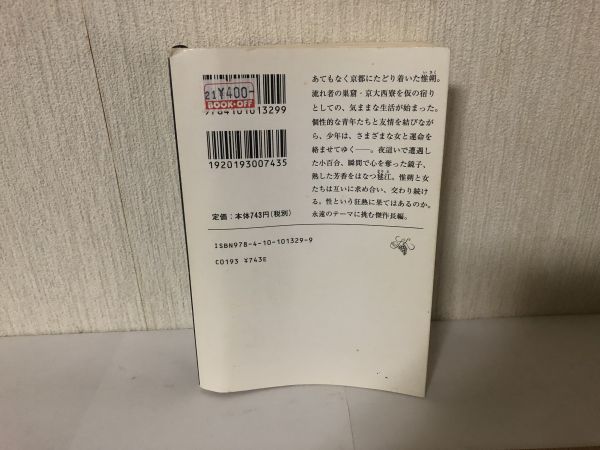 21 ¥400-
BOOK・OFF
9784101013299
1920193007435
定価:本体743円(税別)
ISBN978-4-10-101329-9
C0193 ¥743E
あてもなく京都にたどり着いた惟朔。
流れ者の巣窟・京大西寮を仮の宿り
としての、気ままな生活が始まった。
個性的な青年たちと友情を結びなが
ら、少年は、さまざまな女と運命を
絡ませてゆく――。夜這いで遭遇し
た小百合、瞬間で心を奪った鏡子、
熟した芳香をはなつ江。惟朔と女
たちは互いに求め合い、交わり続け
る。性という狂熱に果てはあるのか。
永遠のテーマに挑む傑作長編。